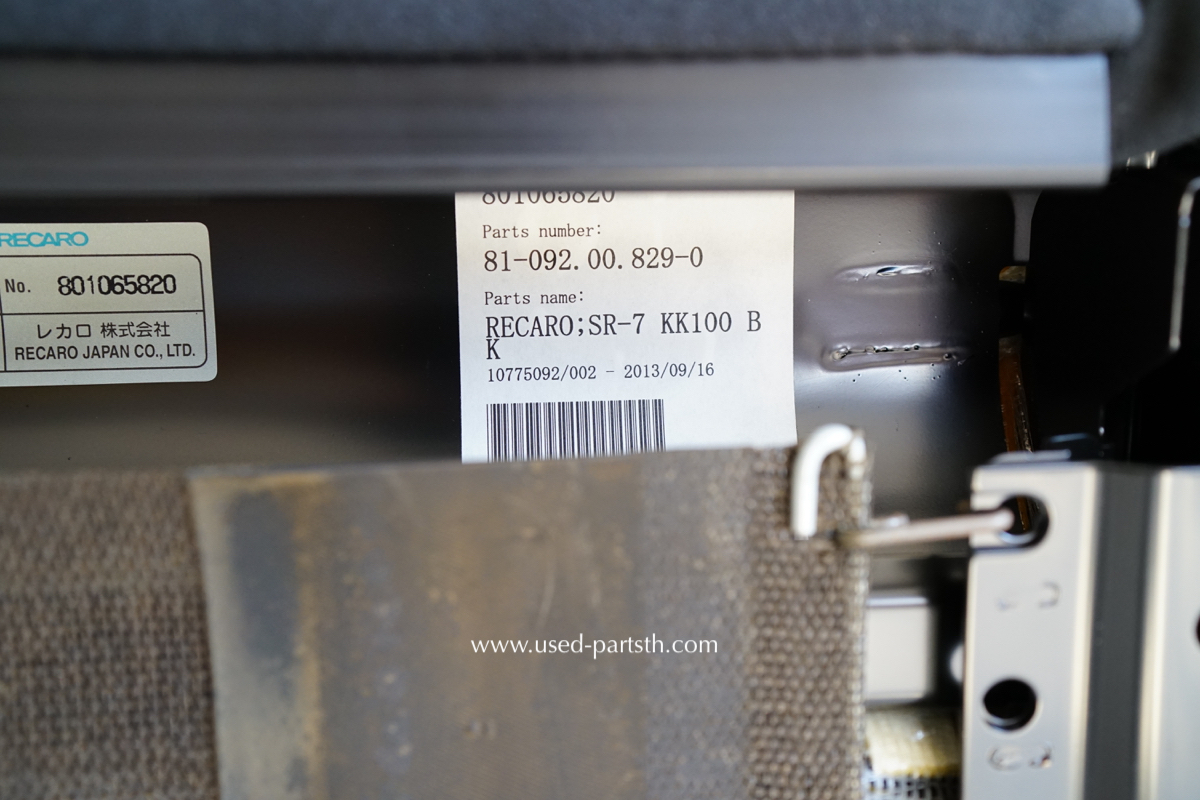 RECARO
No. 801065820
レカロ 株式会社
RECARO JAPAN CO., LTD.
801065820
Parts number:
81-092.00.829-0
Parts name:
RECARO;SR-7 KK100 B
K
10775092/002 - 2013/09/16
www.used-partsth.com